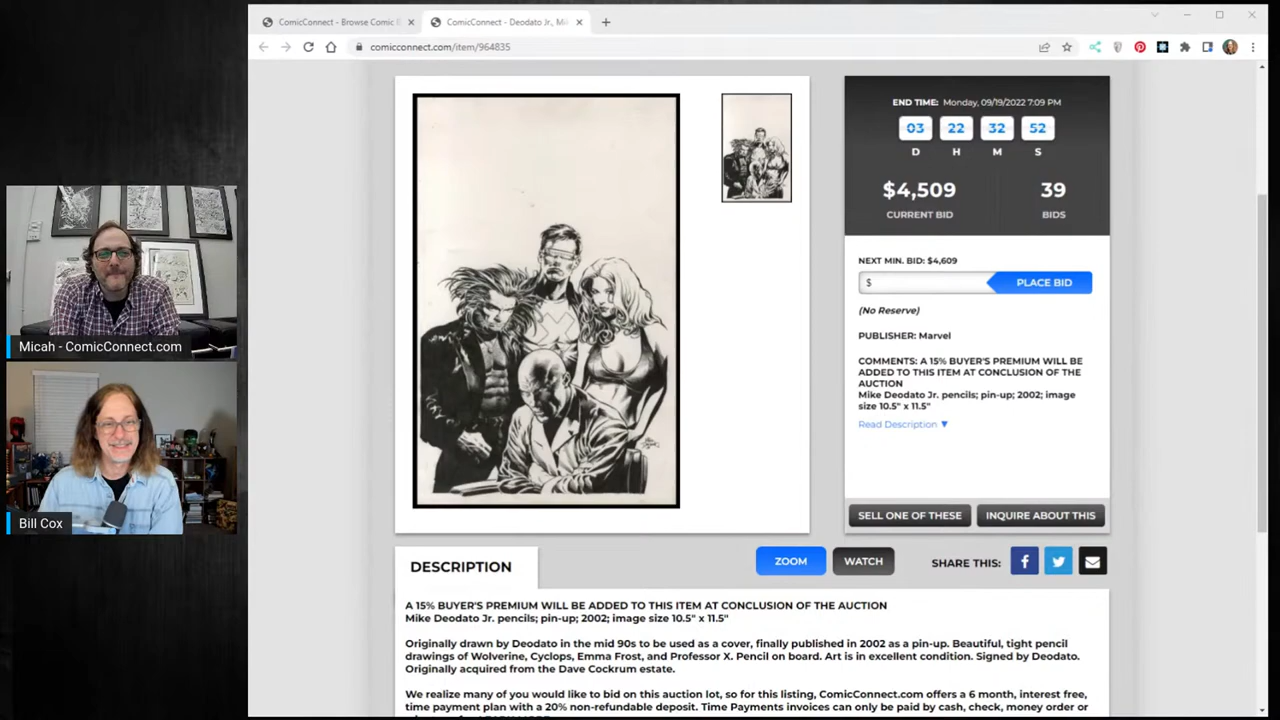 ComicConnect - Browse Comic
ComicConnect - Deodato Jr., Mi
comicconnect.com/item/964835
END TIME: Monday, 09/19/2022 7:09 PM
03 22 32 52
D H M S
$4,509 39
CURRENT BID BIDS
NEXT MIN. BID: $4,609
$ PLACE BID
(No Reserve)
PUBLISHER: Marvel
COMMENTS: A 15% BUYER'S PREMIUM WILL BE
ADDED TO THIS ITEM AT CONCLUSION OF THE
AUCTION
Mike Deodato Jr. pencils; pin-up; 2002; image
size 10.5" x 11.5"
Read Description ▼
SELL ONE OF THESE INQUIRE ABOUT THIS
Micah - ComicConnect.com
Bill Cox
DESCRIPTION
ZOOM WATCH SHARE THIS:
A 15% BUYER'S PREMIUM WILL BE ADDED TO THIS ITEM AT CONCLUSION OF THE AUCTION
Mike Deodato Jr. pencils; pin-up; 2002; image size 10.5" x 11.5"
Originally drawn by Deodato in the mid 90s to be used as a cover, finally published in 2002 as a pin-up. Beautiful, tight pencil
drawings of Wolverine, Cyclops, Emma Frost, and Professor X. Pencil on board. Art is in excellent condition. Signed by Deodato.
Originally acquired from the Dave Cockrum estate.
We realize many of you would like to bid on this auction lot, so for this listing, ComicConnect.com offers a 6 month, interest free,
time payment plan with a 20% non-refundable deposit. Time Payments invoices can only be paid by cash, check, money order or